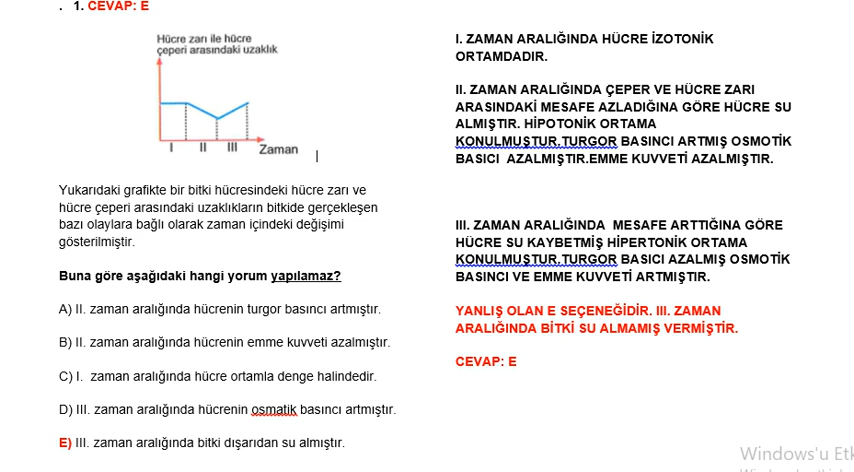 . 1. CEVAP: E
Hücre zarı ile hücre
çeperi arasındaki uzaklık
I II III Zaman
Yukarıdaki grafikte bir bitki hücresindeki hücre zarı ve
hücre çeperi arasındaki uzaklıkların bitkide gerçekleşen
bazı olaylara bağlı olarak zaman içindeki değişimi
gösterilmiştir.
Buna göre aşağıdaki hangi yorum yapılamaz?
A) II. zaman aralığında hücrenin turgor basıncı artmıştır.
B) II. zaman aralığında hücrenin emme kuvveti azalmıştır.
C) I. zaman aralığında hücre ortamla denge halindedir.
D) III. zaman aralığında hücrenin osmatik basıncı artmıştır.
E) III. zaman aralığında bitki dışarıdan su almıştır.
I. ZAMAN ARALIĞINDA HÜCRE İZOTONİK
ORTAMDADIR.
II. ZAMAN ARALIĞINDA ÇEPER VE HÜCRE ZARI
ARASINDAKİ MESAFE AZLADIĞINA GÖRE HÜCRE SU
ALMIŞTIR. HİPOTONİK ORTAMA
KONULMUŞTUR.TURGOR BASINCI ARTMIŞ OSMOTİK
BASICI AZALMIŞTIR.EMME KUVVETİ AZALMIŞTIR.
III. ZAMAN ARALIĞINDA MESAFE ARTTIĞINA GÖRE
HÜCRE SU KAYBETMİŞ HİPERTONİK ORTAMA
KONULMUŞTUR.TURGOR BASICI AZALMIŞ OSMOTİK
BASINCI VE EMME KUVVETİ ARTMIŞTIR.
YANLIŞ OLAN E SEÇENEĞİDİR. III. ZAMAN
ARALIĞINDA BİTKİ SU ALMAMIŞ VERMİŞTİR.
CEVAP: E
Windows'u Etk